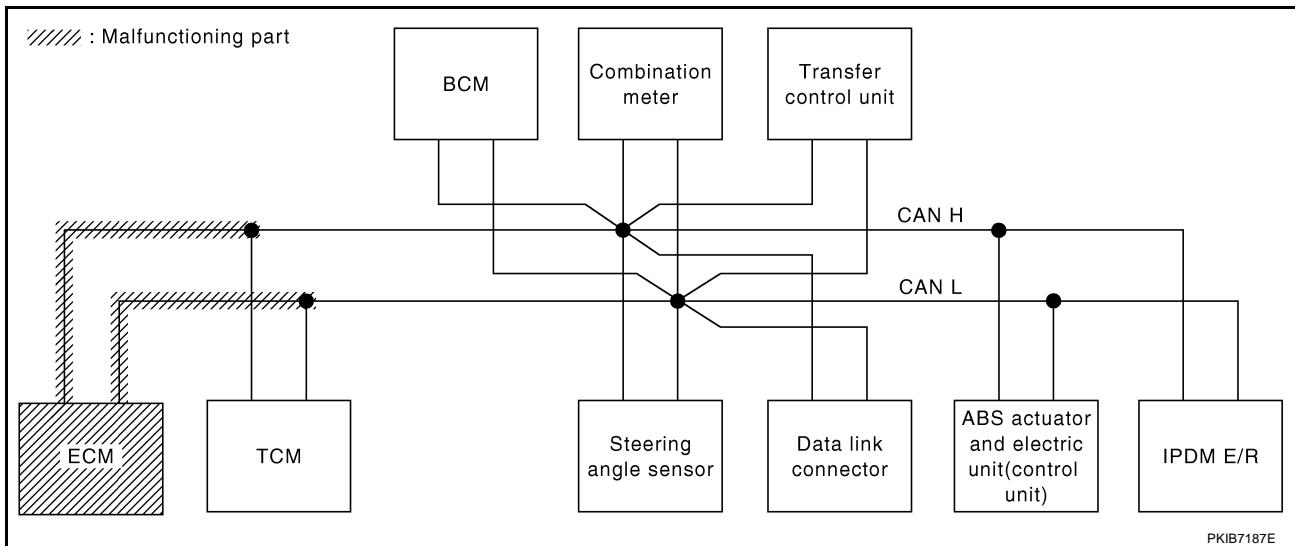 : Malfunctioning part
BCM
Combination
meter
Transfer
control unit
CAN H
CAN L
ECM
TCM
Steering
angle sensor
Data link
connector
ABS actuator
and electric
unit(control
unit)
IPDM E/R
PKIB7187E